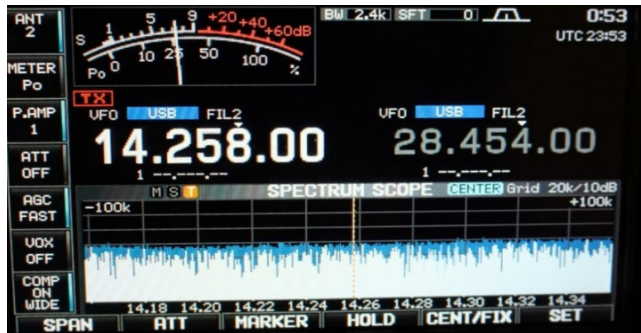 ANT
2
METER
Po
P.AMP
1
ATT
OFF
AGC
FAST
VOX
OFF
COMP
ON
WIDE
S 1 5 9 +20 +40 +60dB
Po 0 10 25 50 100 %
BW 2.4k SFT 0
0:53
UTC 23:53
TX
VFO USB FIL2
14.258.00
1 --.---.--
VFO USB FIL2
28.454.00
1 --.---.--
M S T SPECTRUM SCOPE CENTER Grid 20k/10dB
-100k +100k
14.18 14.20 14.22 14.24 14.26 14.28 14.30 14.32 14.34
SPAN ATT MARKER HOLD CENT/FIX SET